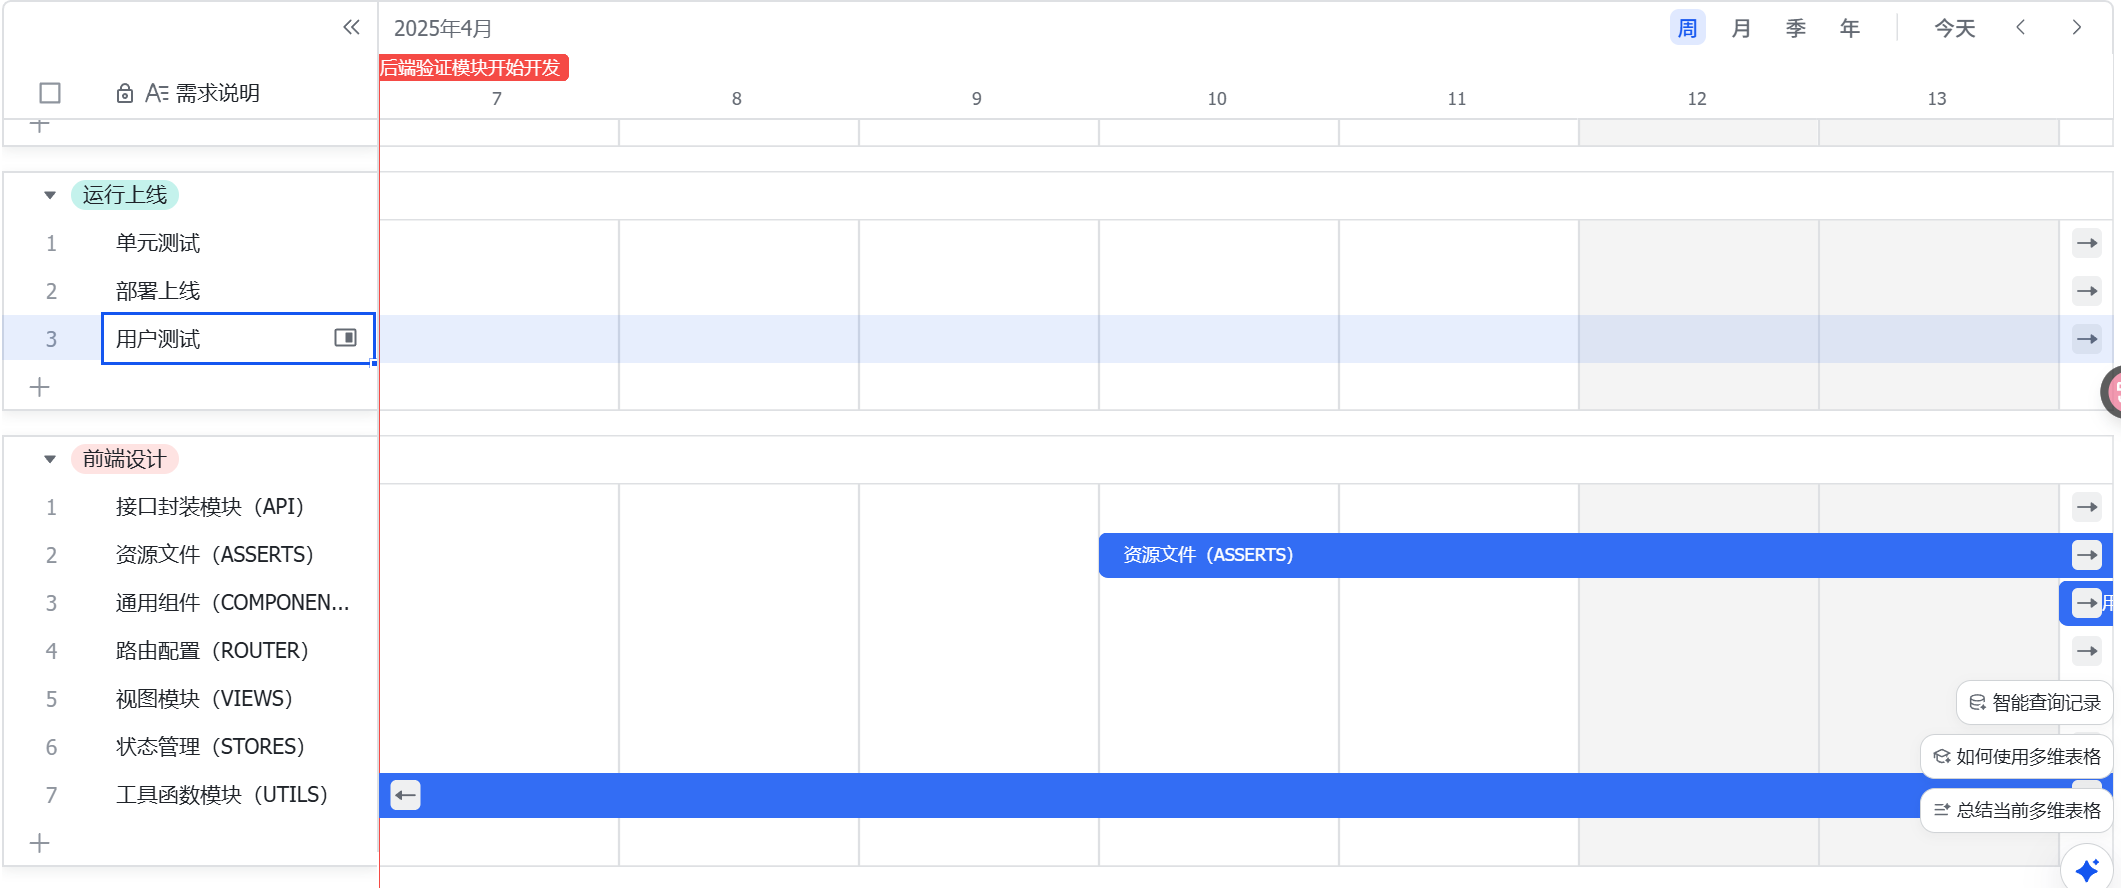 2025年4月
周 月 季 年 今天
后端验证模块开始开发
需求说明
7 8 9 10 11 12 13
运行上线
1 单元测试
2 部署上线
3 用户测试
前端设计
1 接口封装模块（API）
2 资源文件（ASSERTS）
资源文件（ASSERTS）
3 通用组件（COMPONEN...
用
4 路由配置（ROUTER）
5 视图模块（VIEWS）
智能查询记录
6 状态管理（STORES）
如何使用多维表格
7 工具函数模块（UTILS）
总结当前多维表格